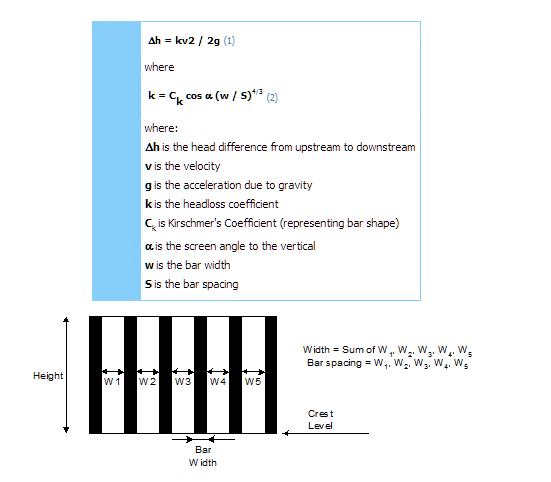 Δh = kv2 / 2g (1)
where
k = Ck cos α (w / S)^4/3 (2)
where:
Δh is the head difference from upstream to downstream
v is the velocity
g is the acceleration due to gravity
k is the headloss coefficient
Ck is Kirschmer's Coefficient (representing bar shape)
α is the screen angle to the vertical
w is the bar width
S is the bar spacing
Width = Sum of W1, W2, W3, W4, W5
Bar spacing = W1, W2, W3, W4, W5
Height
W1 W2 W3 W4 W5
Crest
Level
Bar
Width